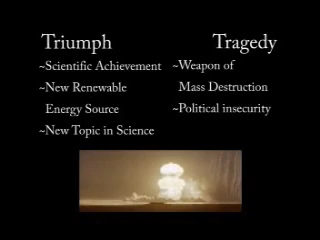 Triumph
~Scientific Achievement
~New Renewable
Energy Source
~New Topic in Science
Tragedy
~Weapon of
Mass Destruction
~Political insecurity